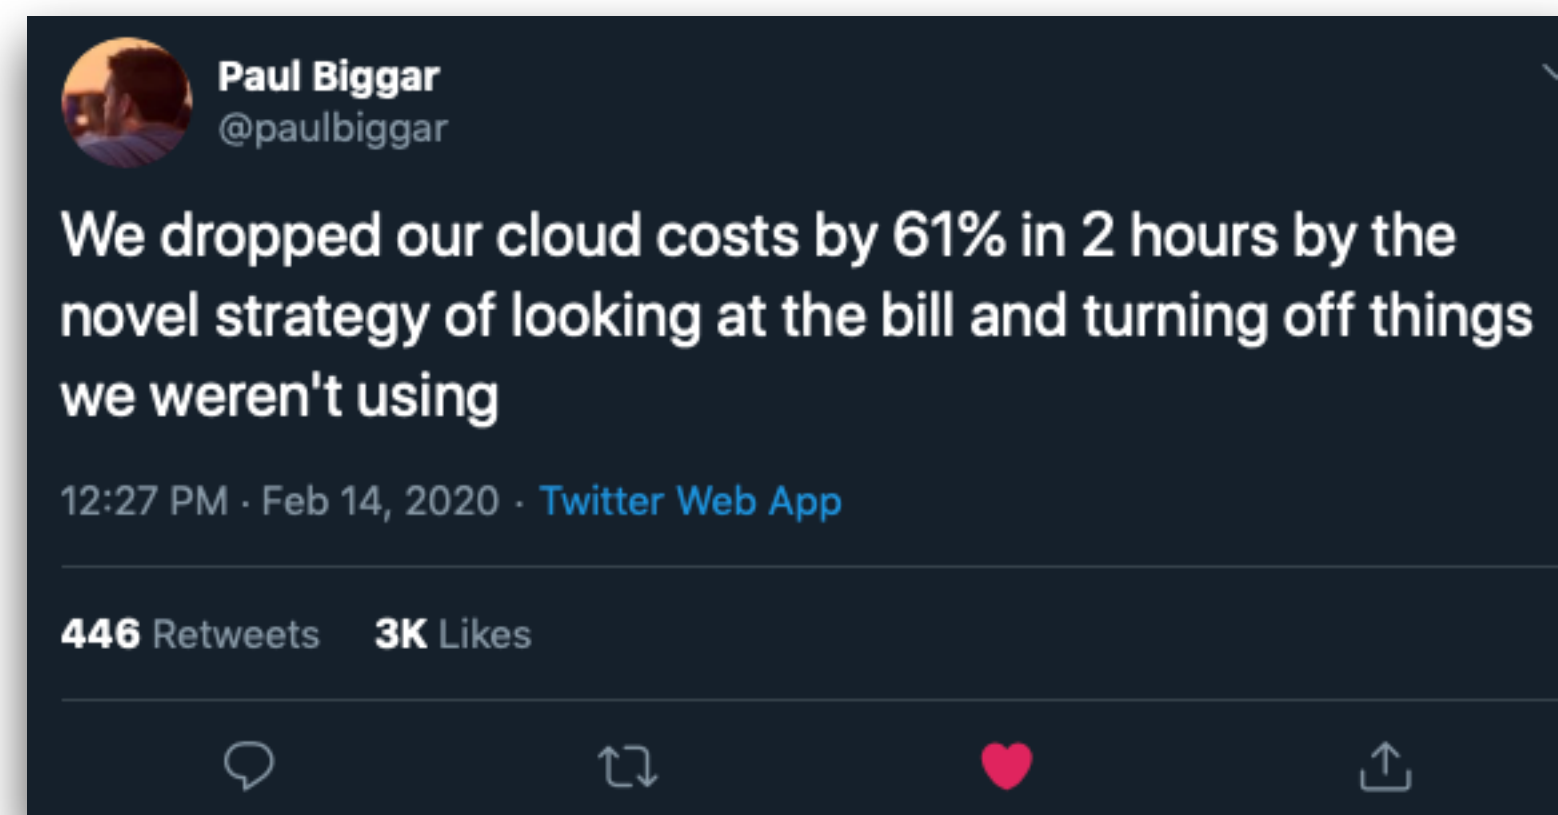 Paul Biggar
@paulbiggar
We dropped our cloud costs by 61% in 2 hours by the
novel strategy of looking at the bill and turning off things
we weren't using
12:27 PM · Feb 14, 2020 · Twitter Web App
446 Retweets 3K Likes